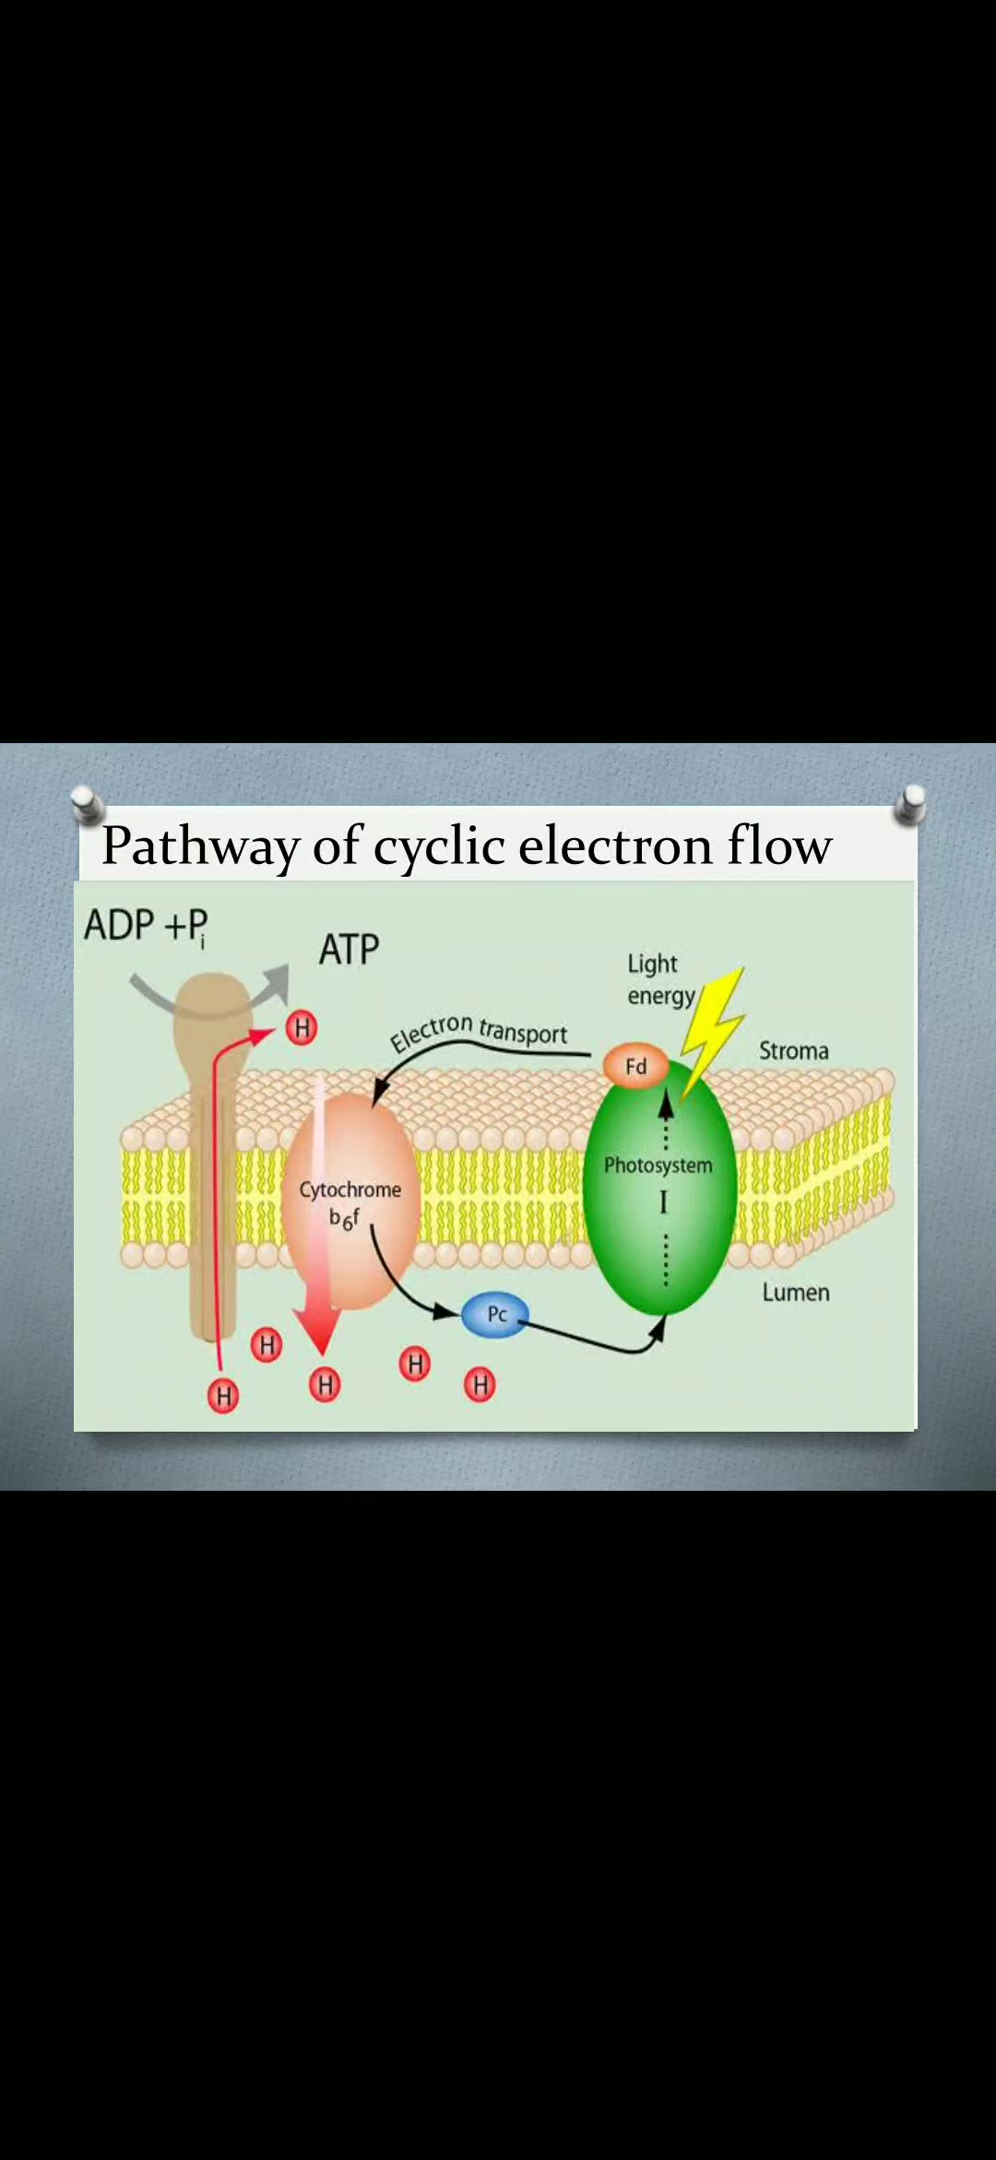 Pathway of cyclic electron flow
ADP +Pi
ATP
Light
energy
H
Electron transport
Stroma
Fd
Photosystem
I
Cytochrome
b6f
Lumen
Pc
H
H
H
H
H